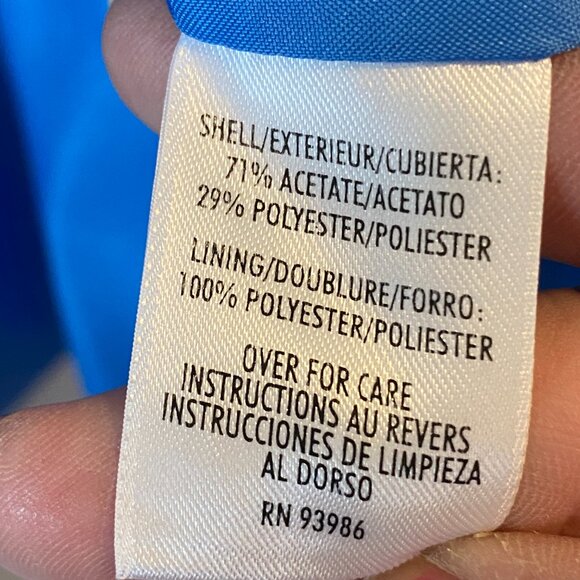 SHELL/EXTERIEUR/CUBIERTA:
71% ACETATE/ACETATO
29% POLYESTER/POLIESTER
LINING/DOUBLURE/FORRO:
100% POLYESTER/POLIESTER
OVER FOR CARE
INSTRUCTIONS AU REVERS
INSTRUCCIONES DE LIMPIEZA
AL DORSO
RN 93986